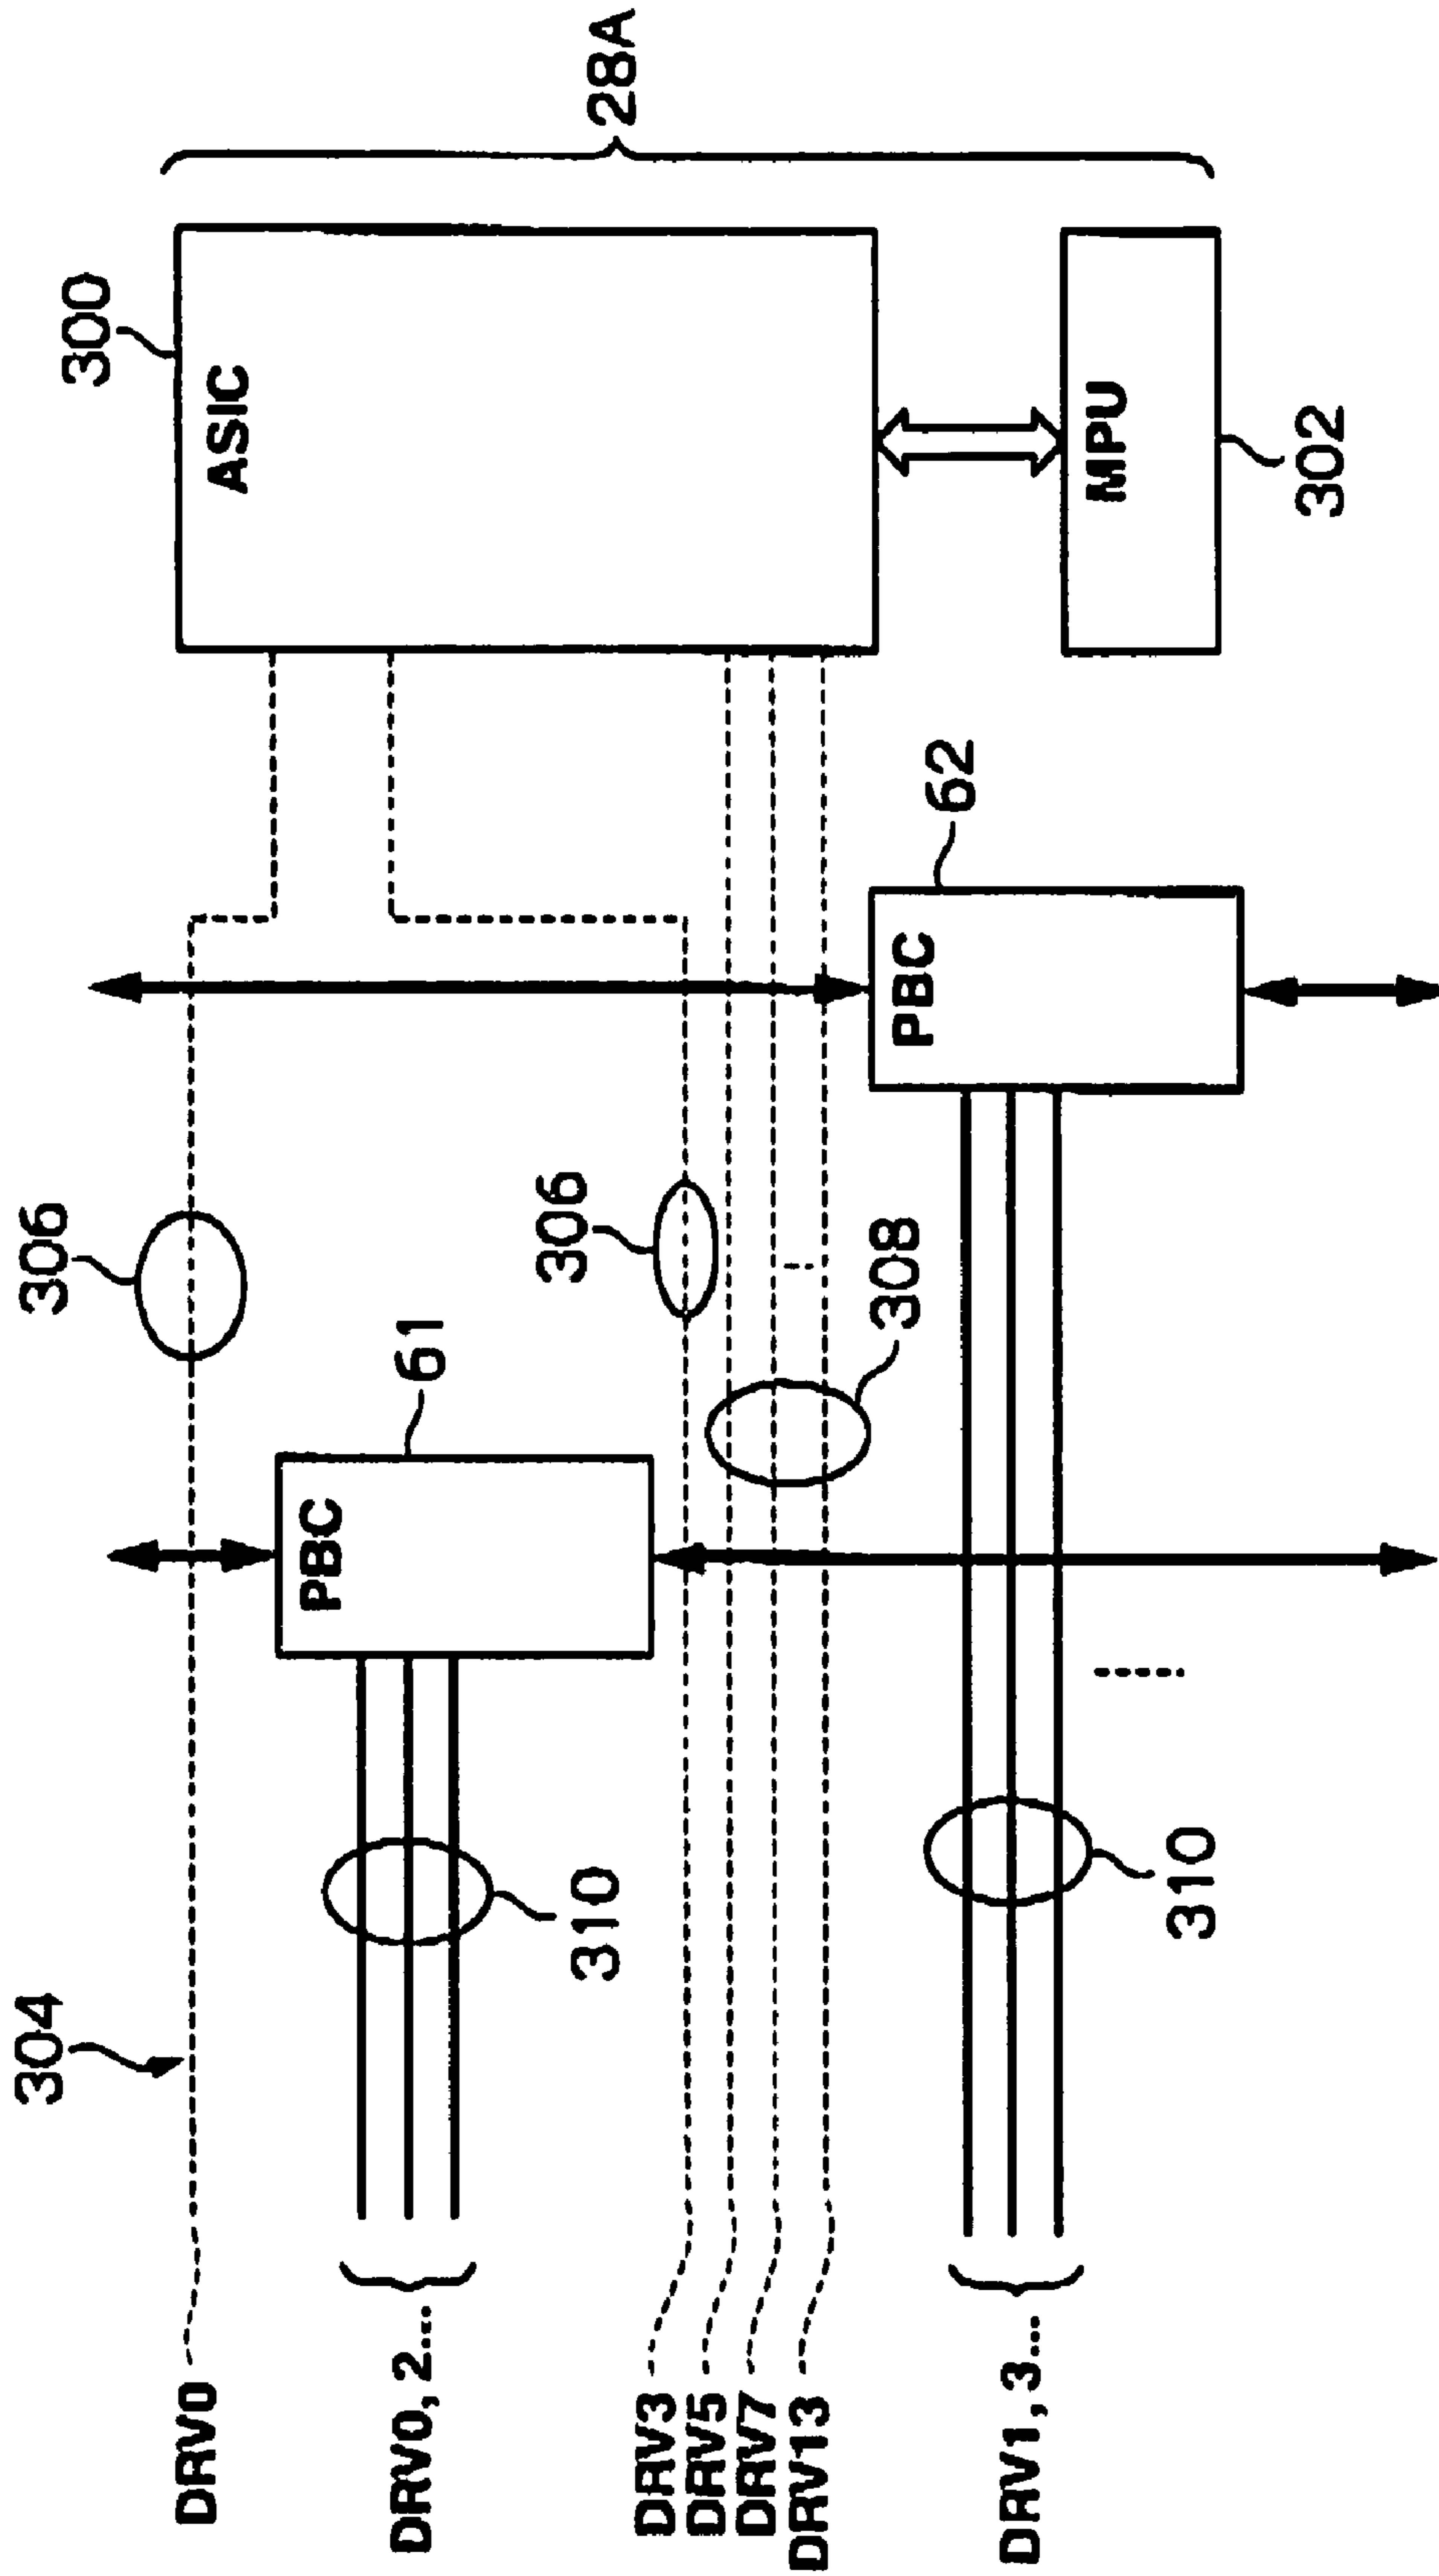 28A
300
ASIC
MPU
302
62
PBC
306
306
308
61
PBC
304
310
310
DRV0
DRV0, 2....
DRV3
DRV5
DRV7
DRV13
DRV1, 3....